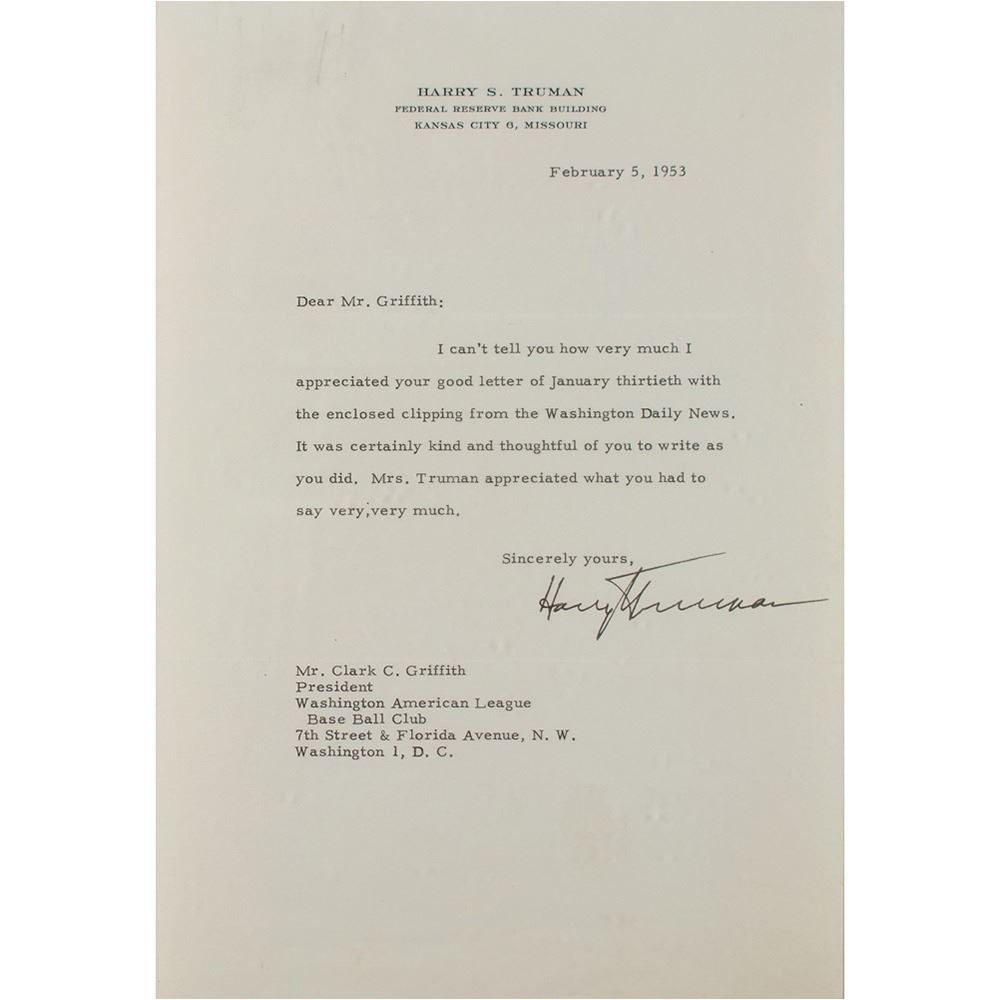 HARRY S. TRUMAN
FEDERAL RESERVE BANK BUILDING
KANSAS CITY 6, MISSOURI
February 5, 1953
Dear Mr. Griffith:
I can't tell you how very much I
appreciated your good letter of January thirtieth with
the enclosed clipping from the Washington Daily News.
It was certainly kind and thoughtful of you to write as
you did. Mrs. Truman appreciated what you had to
say very, very much.
Sincerely yours,
Harry S Truman
Mr. Clark C. Griffith
President
Washington American League
Base Ball Club
7th Street & Florida Avenue, N. W.
Washington 1, D. C.